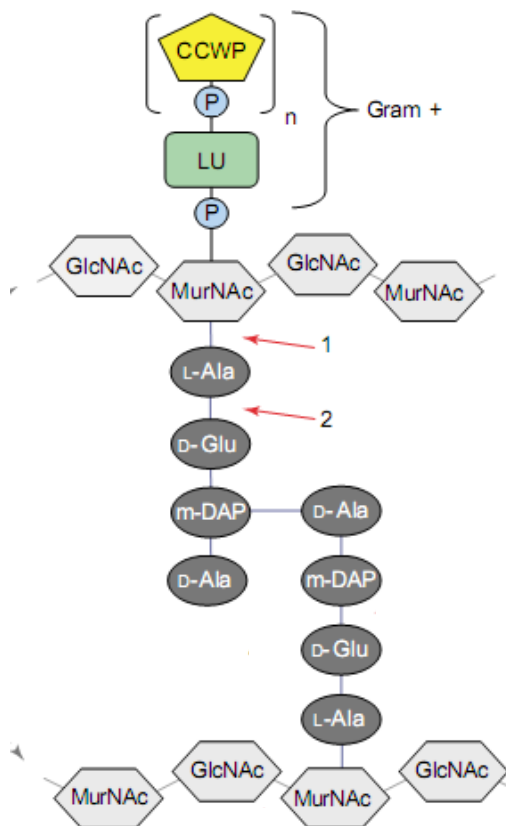 CCWP
P
n
Gram +
LU
P
GlcNAc
MurNAc
GlcNAc
MurNAc
1
L-Ala
2
D-Glu
m-DAP
D-Ala
D-Ala
m-DAP
D-Glu
L-Ala
MurNAc
GlcNAc
MurNAc
GlcNAc